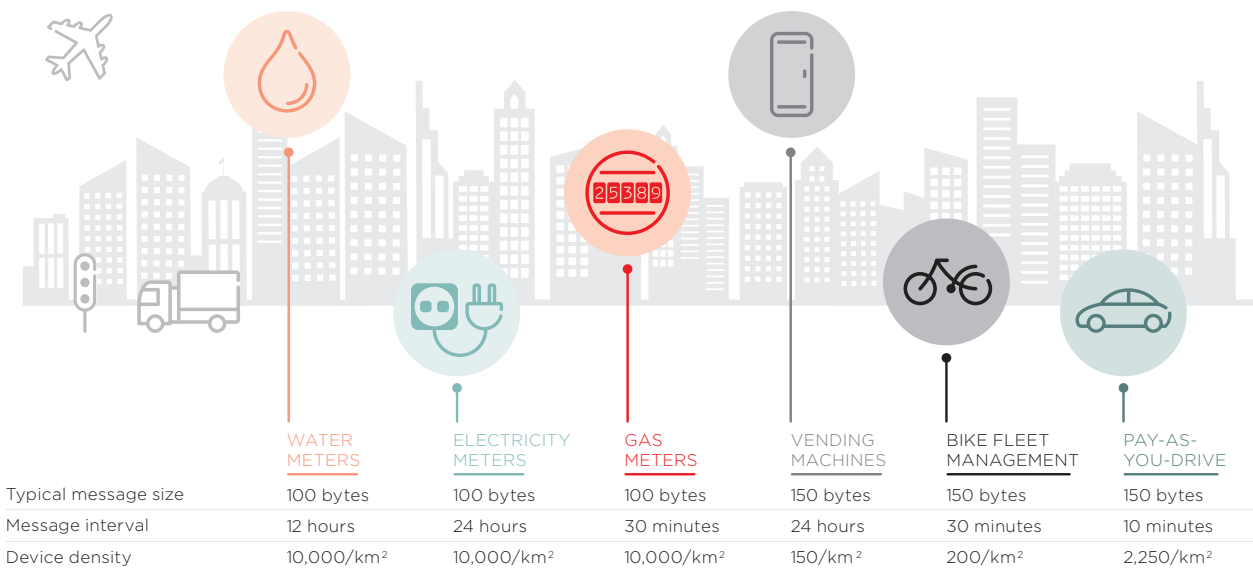 25389
WATER METERS
ELECTRICITY METERS
GAS METERS
VENDING MACHINES
BIKE FLEET MANAGEMENT
PAY-AS-YOU-DRIVE
Typical message size 100 bytes 100 bytes 100 bytes 150 bytes 150 bytes 150 bytes
Message interval 12 hours 24 hours 30 minutes 24 hours 30 minutes 10 minutes
Device density 10,000/km² 10,000/km² 10,000/km² 150/km² 200/km² 2,250/km²